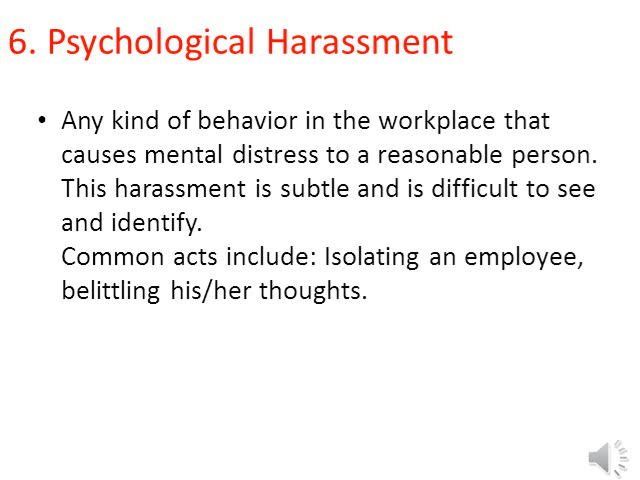 6. Psychological Harassment
• Any kind of behavior in the workplace that
causes mental distress to a reasonable person.
This harassment is subtle and is difficult to see
and identify.
Common acts include: Isolating an employee,
belittling his/her thoughts.